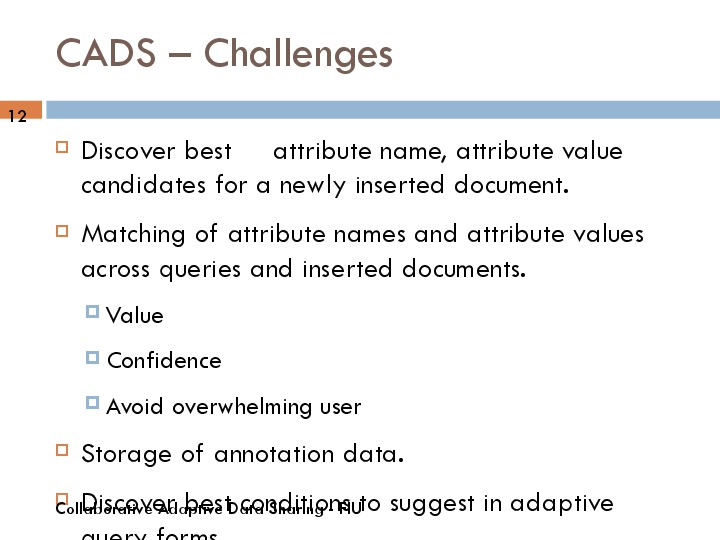 CADS – Challenges
12
Discover best attribute name, attribute value
candidates for a newly inserted document.
Matching of attribute names and attribute values
across queries and inserted documents.
Value
Confidence
Avoid overwhelming user
Storage of annotation data.
Discover best conditions to suggest in adaptive
query forms
Collaborative Adaptive Data Sharing - FIU